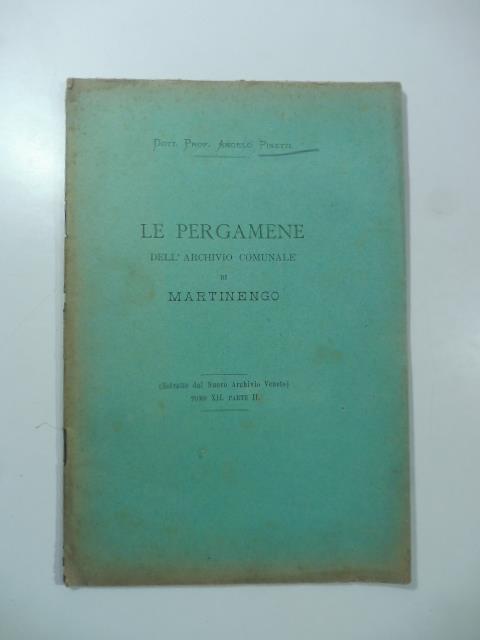 Dott. Prof. Angelo Pinetti
LE PERGAMENE
DELL' ARCHIVIO COMUNALE
DI
MARTINENGO
(Estratto dal Nuovo Archivio Veneto)
TOMO XII. PARTE II.